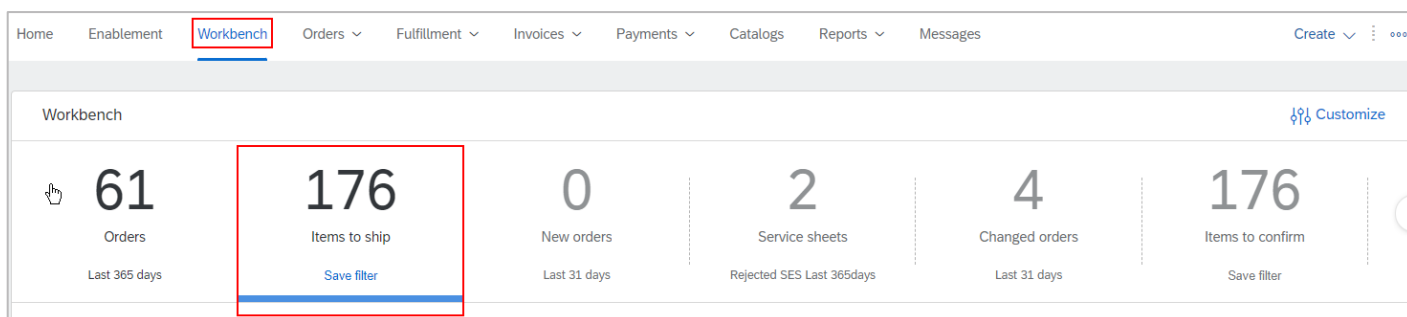 Home Enablement Workbench Orders Fulfillment Invoices Payments Catalogs Reports Messages Create
Workbench Customize
61 176 0 2 4 176
Orders Items to ship New orders Service sheets Changed orders Items to confirm
Last 365 days Save filter Last 31 days Rejected SES Last 365days Last 31 days Save filter